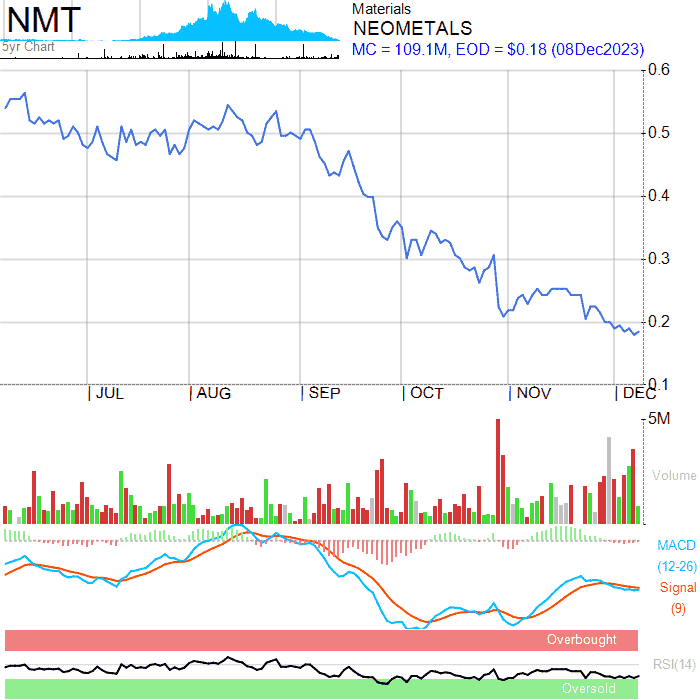 NMT
5yr Chart
Materials
NEOMETALS
MC = 109.1M, EOD = $0.18 (08Dec2023)
0.6
0.5
0.4
0.3
0.2
0.1
JUL
AUG
SEP
OCT
NOV
DEC
5M
Volume
MACD
(12-26)
Signal
(9)
Overbought
RSI(14)
Oversold